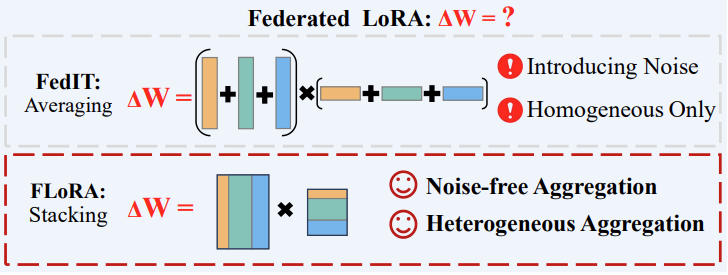 Federated LoRA: ΔW = ?
FedIT:
Averaging
ΔW =
Introducing Noise
Homogeneous Only
FLoRA:
Stacking
ΔW =
Noise-free Aggregation
Heterogeneous Aggregation